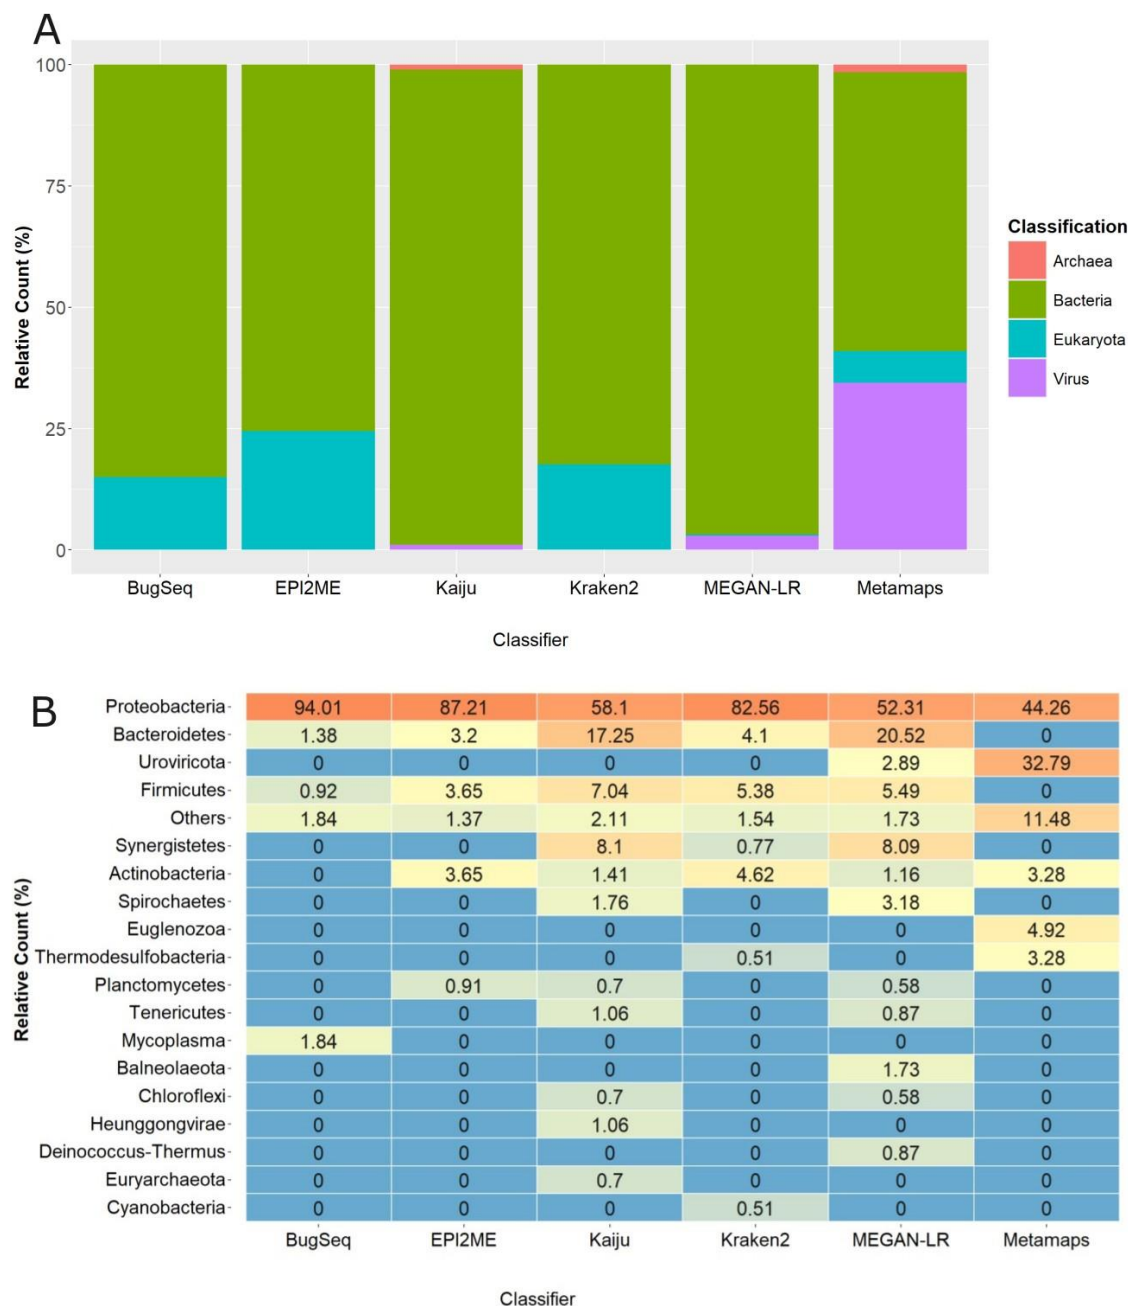 A
100
75
50
25
0
Relative Count (%)
BugSeq EPI2ME Kaiju Kraken2 MEGAN-LR Metamaps
Classifier
Classification
Archaea
Bacteria
Eukaryota
Virus
B
Relative Count (%)
Proteobacteria 94.01 87.21 58.1 82.56 52.31 44.26
Bacteroidetes 1.38 3.2 17.25 4.1 20.52 0
Uroviricota 0 0 0 0 2.89 32.79
Firmicutes 0.92 3.65 7.04 5.38 5.49 0
Others 1.84 1.37 2.11 1.54 1.73 11.48
Synergistetes 0 0 8.1 0.77 8.09 0
Actinobacteria 0 3.65 1.41 4.62 1.16 3.28
Spirochaetes 0 0 1.76 0 3.18 0
Euglenozoa 0 0 0 0 0 4.92
Thermodesulfobacteria 0 0 0 0.51 0 3.28
Planctomycetes 0 0.91 0.7 0 0.58 0
Tenericutes 0 0 1.06 0 0.87 0
Mycoplasma 1.84 0 0 0 0 0
Balneolaeota 0 0 0 0 1.73 0
Chloroflexi 0 0 0.7 0 0.58 0
Heunggongvirae 0 0 1.06 0 0 0
Deinococcus-Thermus 0 0 0 0 0.87 0
Euryarchaeota 0 0 0.7 0 0 0
Cyanobacteria 0 0 0 0.51 0 0
BugSeq EPI2ME Kaiju Kraken2 MEGAN-LR Metamaps
Classifier